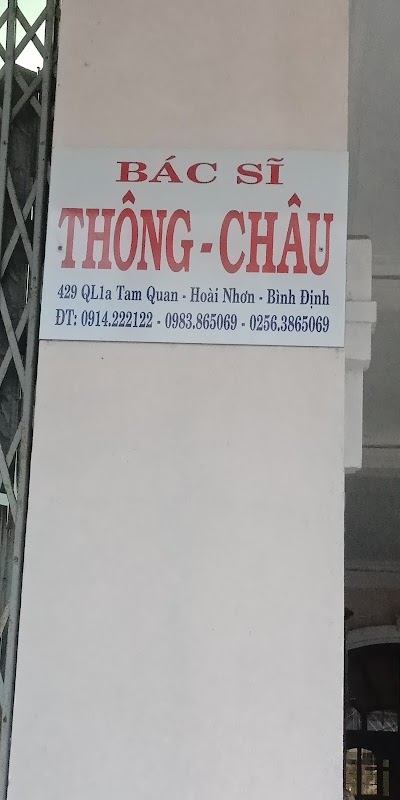 BÁC SĨ
THÔNG - CHÂU
429 QL1a Tam Quan - Hoài Nhơn - Bình Định
ĐT: 0914.222122 - 0983.865069 - 0256.3865069